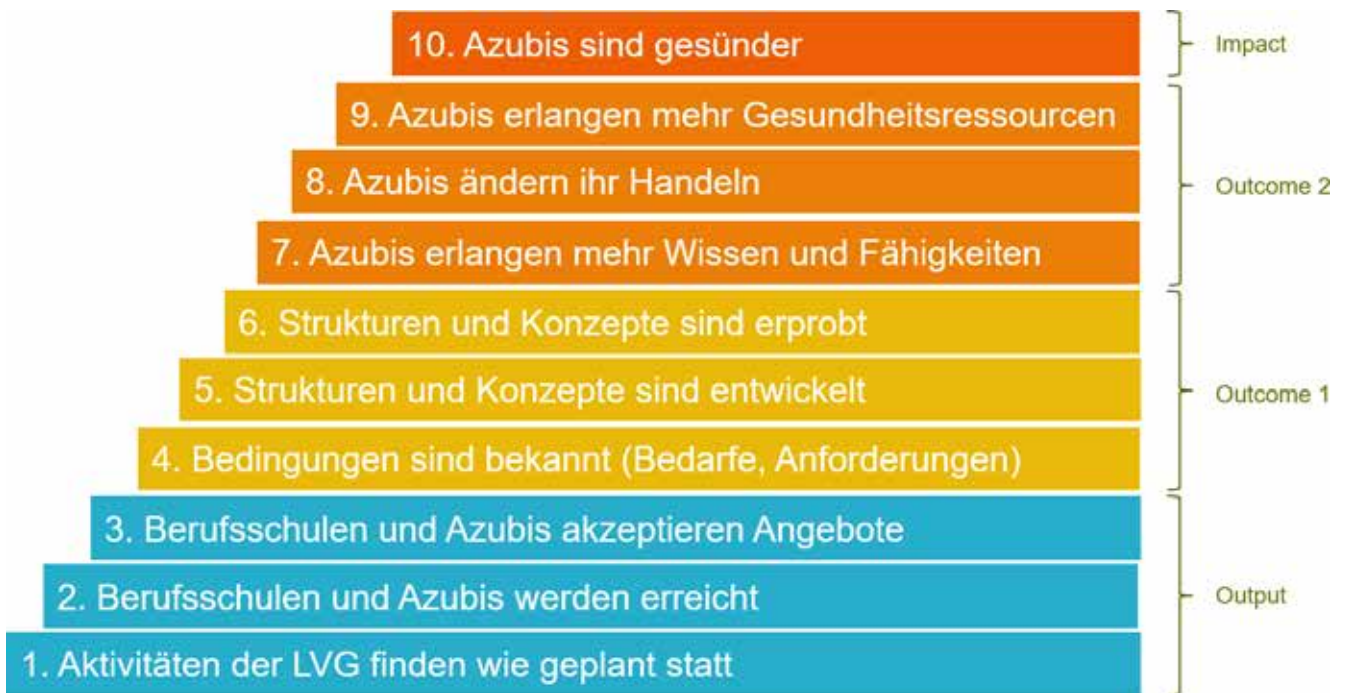 10. Azubis sind gesünder
Impact
9. Azubis erlangen mehr Gesundheitsressourcen
8. Azubis ändern ihr Handeln
Outcome 2
7. Azubis erlangen mehr Wissen und Fähigkeiten
6. Strukturen und Konzepte sind erprobt
5. Strukturen und Konzepte sind entwickelt
Outcome 1
4. Bedingungen sind bekannt (Bedarfe, Anforderungen)
3. Berufsschulen und Azubis akzeptieren Angebote
2. Berufsschulen und Azubis werden erreicht
Output
1. Aktivitäten der LVG finden wie geplant statt